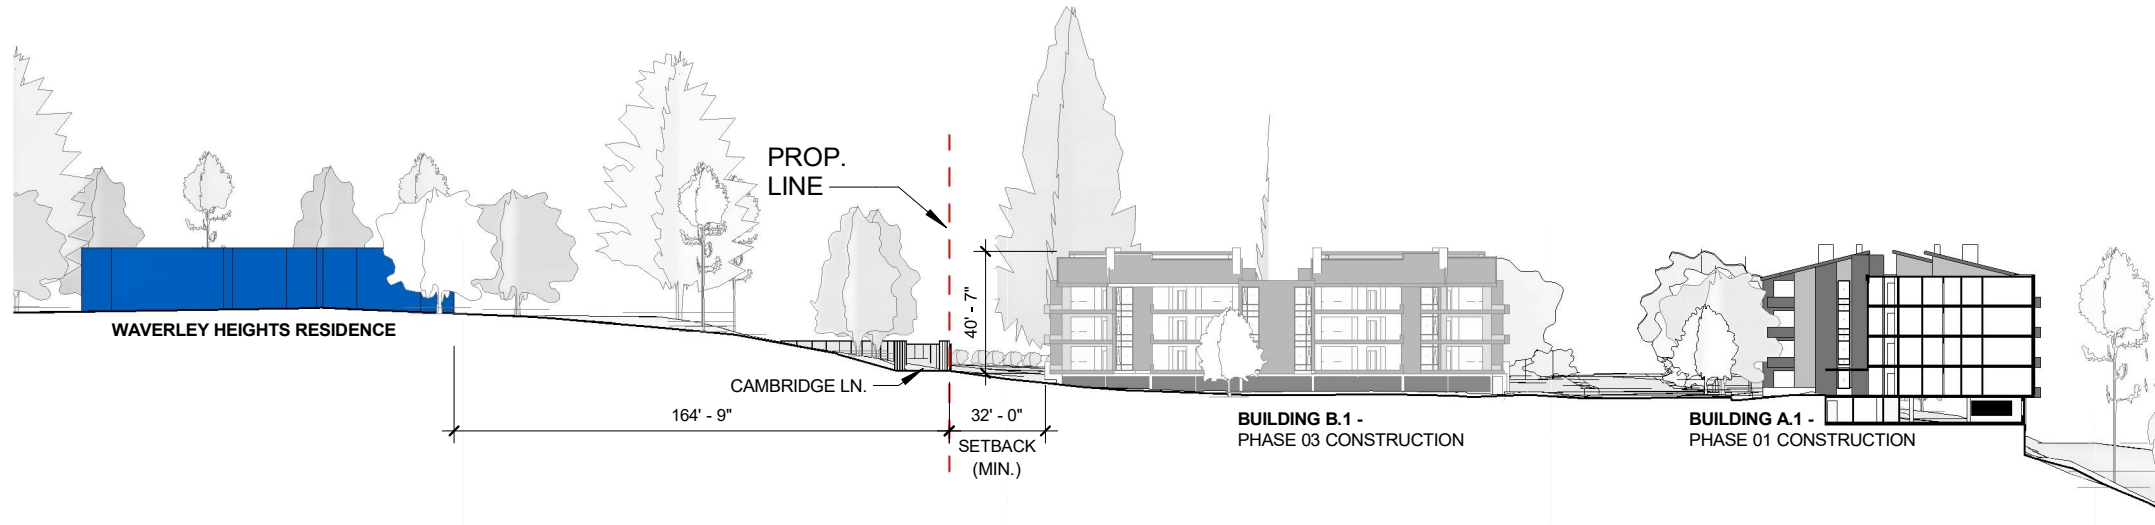 PROP.
LINE
40' - 7"
WAVERLEY HEIGHTS RESIDENCE
CAMBRIDGE LN.
164' - 9"
32' - 0"
SETBACK
(MIN.)
BUILDING B.1 -
PHASE 03 CONSTRUCTION
BUILDING A.1 -
PHASE 01 CONSTRUCTION